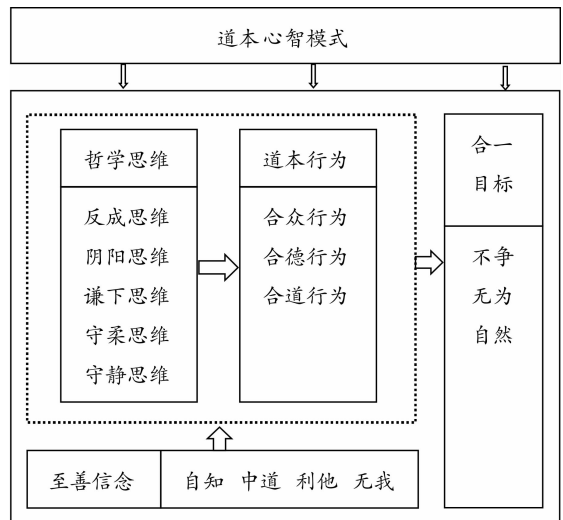 道本心智模式
哲学思维
反成思维
阴阳思维
谦下思维
守柔思维
守静思维
道本行为
合众行为
合德行为
合道行为
合一
目标
不争
无为
自然
至善信念
自知 中道 利他 无我